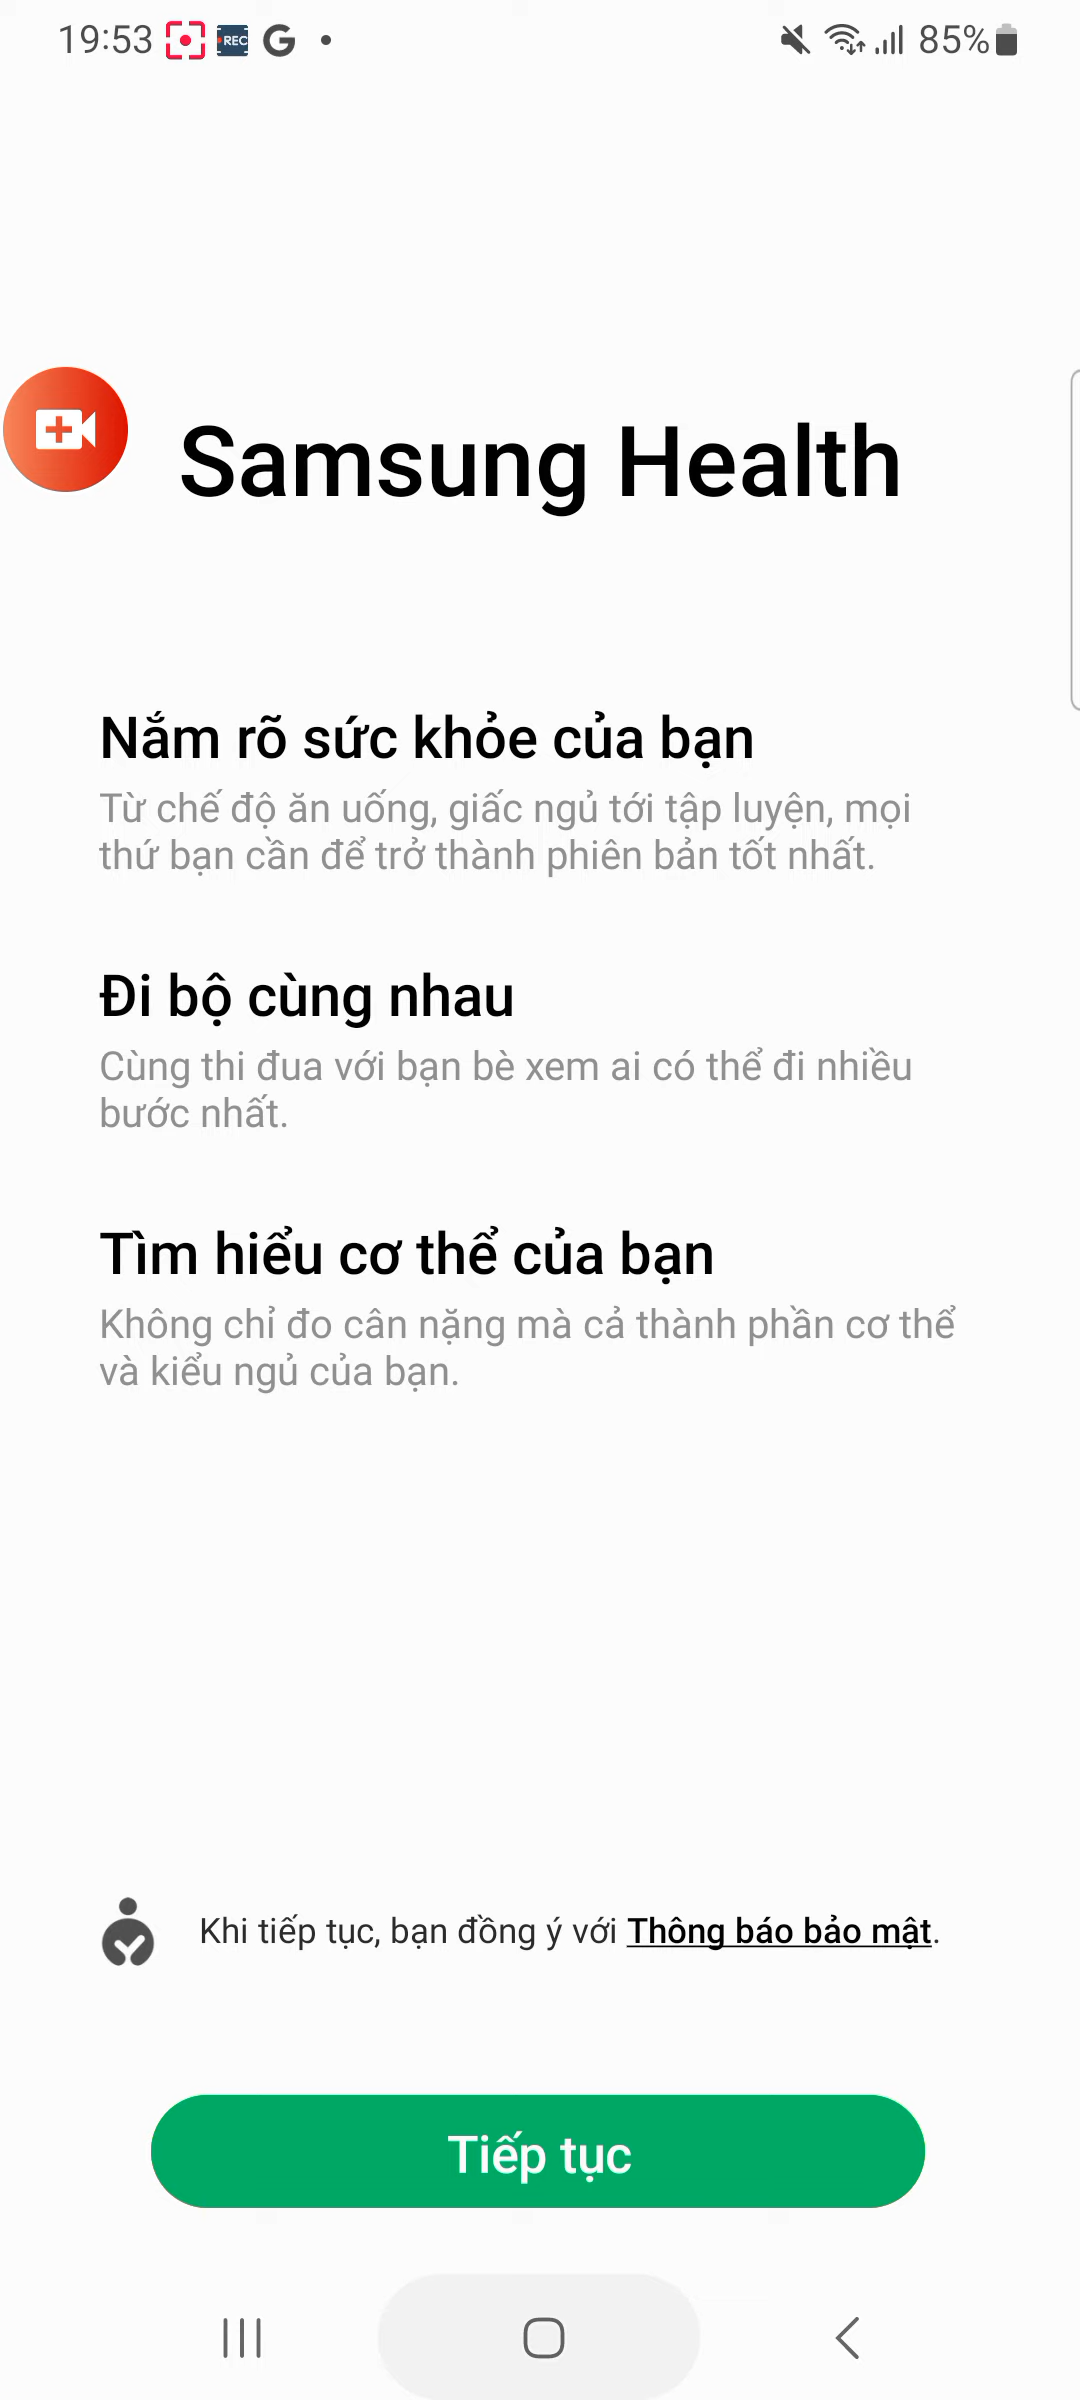 19:53 REC G 85%
Samsung Health
Nắm rõ sức khỏe của bạn
Từ chế độ ăn uống, giấc ngủ tới tập luyện, mọi
thứ bạn cần để trở thành phiên bản tốt nhất.
Đi bộ cùng nhau
Cùng thi đua với bạn bè xem ai có thể đi nhiều
bước nhất.
Tìm hiểu cơ thể của bạn
Không chỉ đo cân nặng mà cả thành phần cơ thể
và kiểu ngủ của bạn.
Khi tiếp tục, bạn đồng ý với Thông báo bảo mật.
Tiếp tục